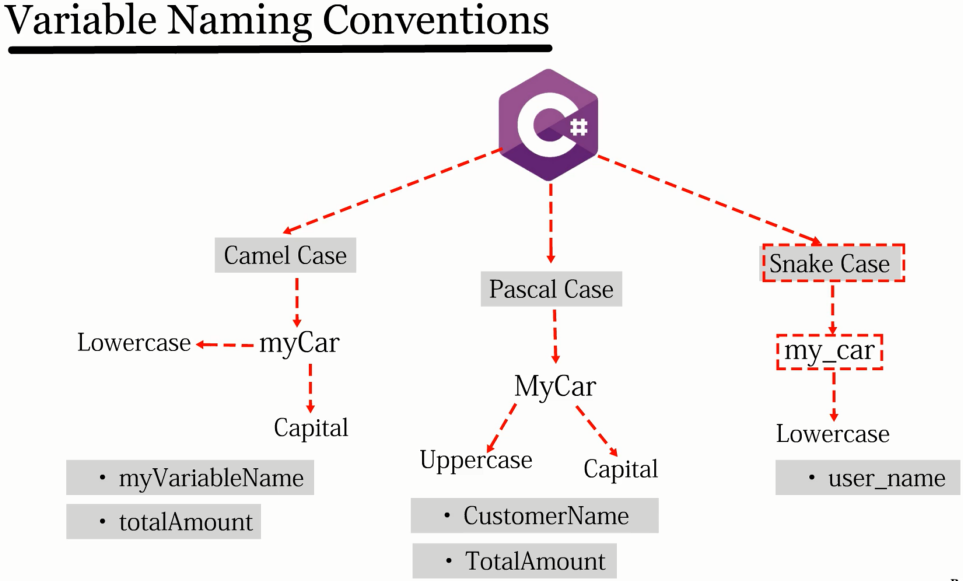 Variable Naming Conventions
C#
Camel Case
Lowercase
myCar
Capital
• myVariableName
• totalAmount
Pascal Case
MyCar
Uppercase
Capital
• CustomerName
• TotalAmount
Snake Case
my_car
Lowercase
• user_name